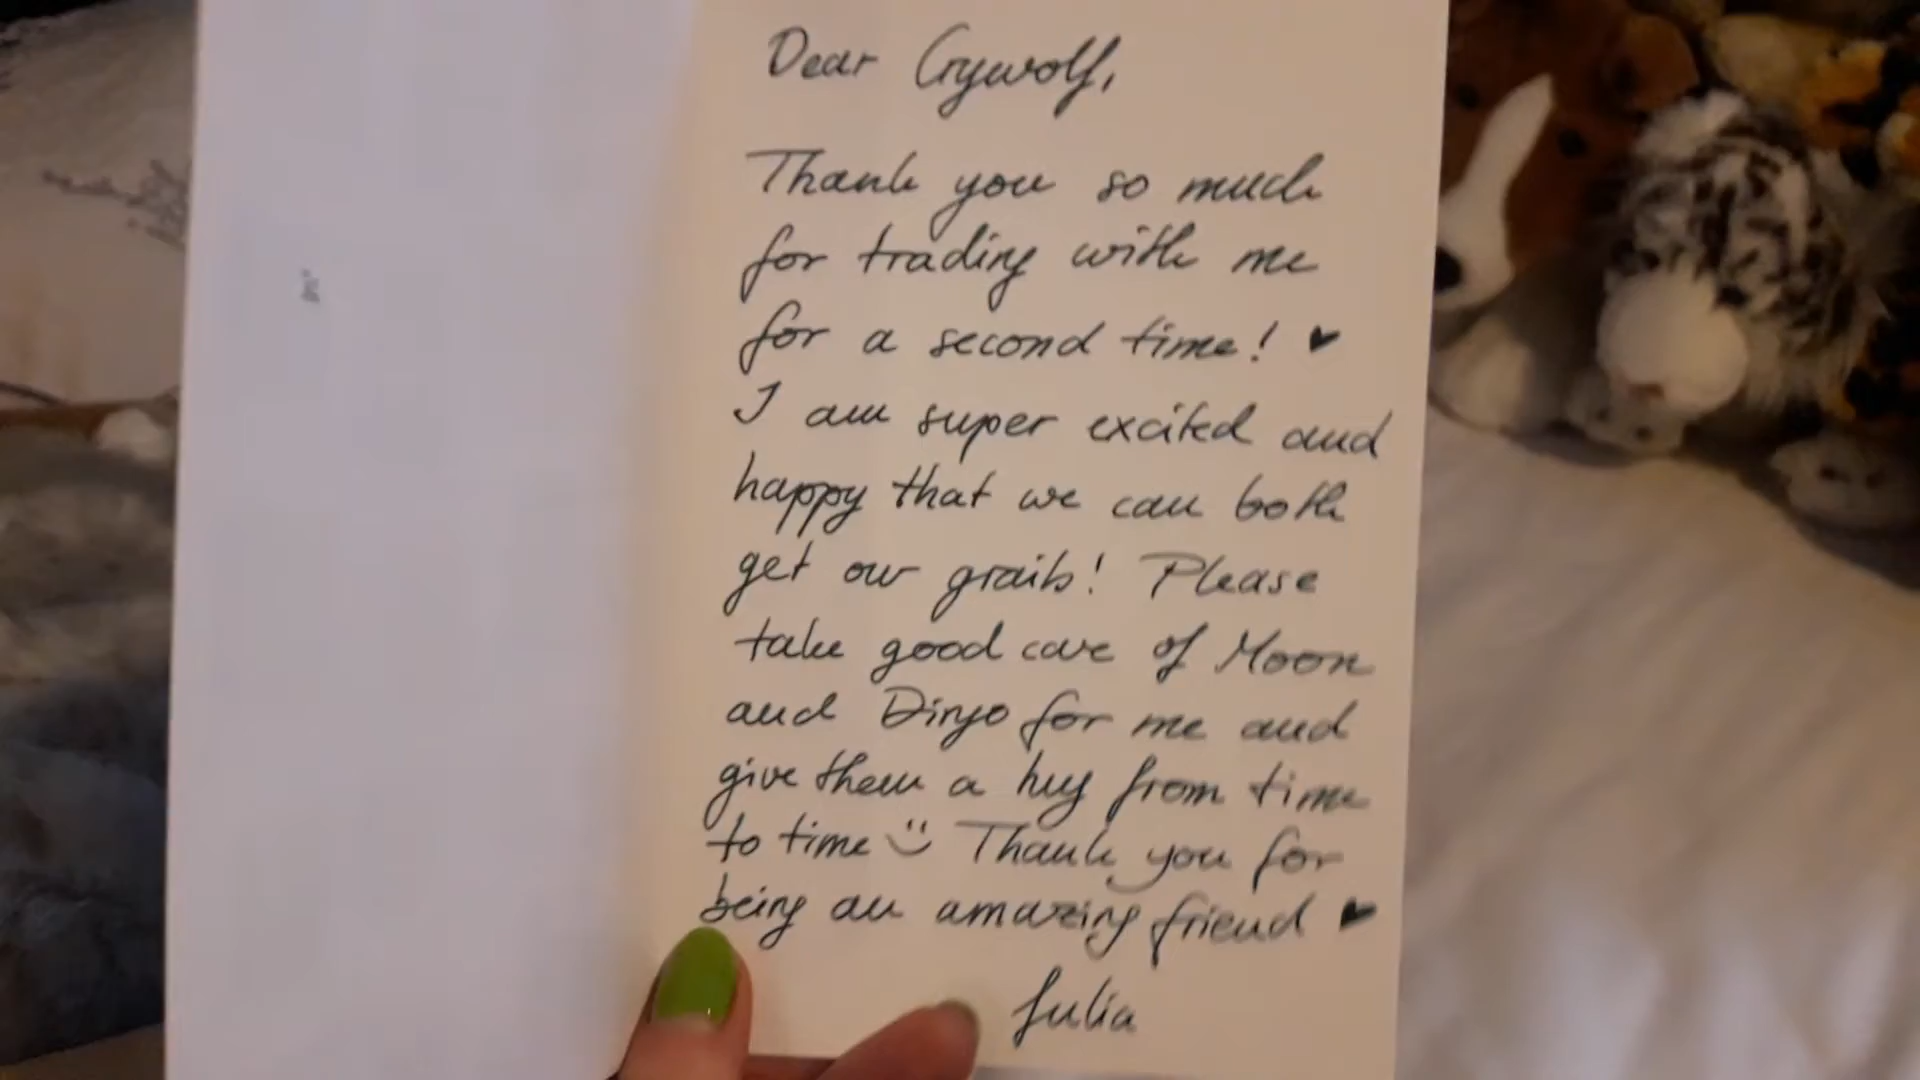 Dear Crywolf,
Thank you so much
for trading with me
for a second time! ♥
I am super excited and
happy that we can both
get our grails! Please
take good care of Moon
and Dingo for me and
give them a hug from time
to time :) Thank you for
being an amazing friend ♥
Julia